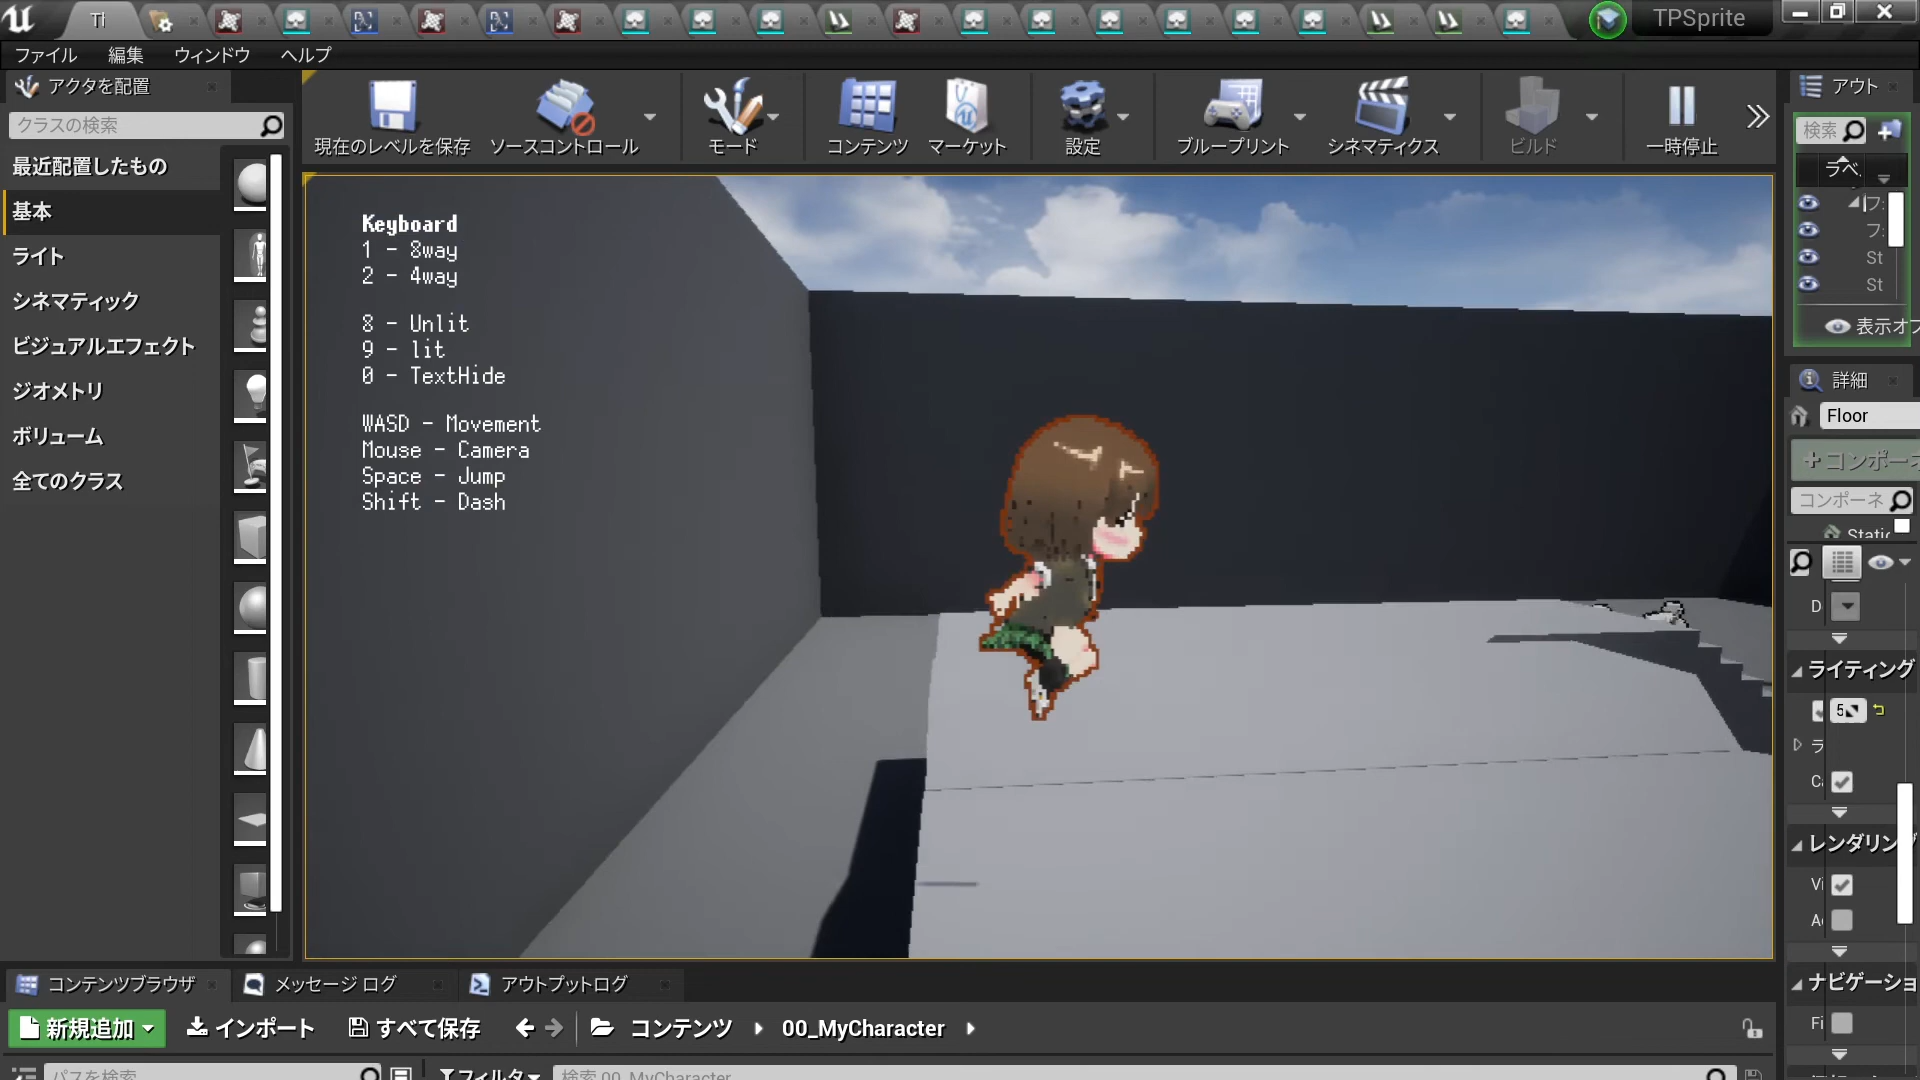 Tl
TPSprite
ファイル 編集 ウィンドウ ヘルプ
アクタを配置
クラスの検索
最近配置したもの
基本
ライト
シネマティック
ビジュアルエフェクト
ジオメトリ
ボリューム
全てのクラス
現在のレベルを保存 ソースコントロール モード コンテンツ マーケット 設定 ブループリント シネマティクス ビルド 一時停止
Keyboard
1 - 8way
2 - 4way
8 - Unlit
9 - lit
0 - TextHide
WASD - Movement
Mouse - Camera
Space - Jump
Shift - Dash
アウト
検索
ラベ
フ
フ
St
St
表示オフ
詳細
Floor
+コンポーネ
コンポーネ
Static
D
ライティング
5
ラ
Ca
レンダリン
Vi
A
ナビゲーショ
Fi
コンテンツブラウザ メッセージ ログ アウトプットログ
新規追加 インポート すべて保存 コンテンツ 00_MyCharacter
パスを検索 フィルタ 検索 00_MyCharacter